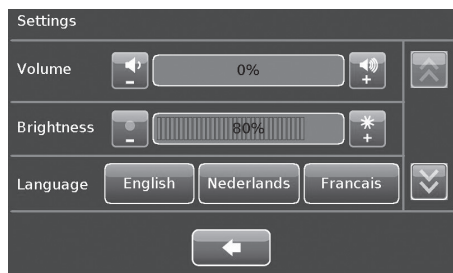 Settings
Volume - 0% +
Brightness - 80% +
Language English Nederlands Francais